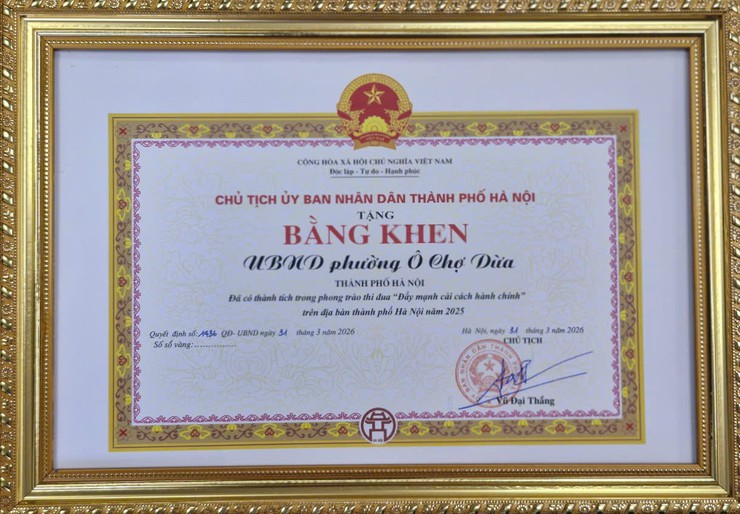 CỘNG HÒA XÃ HỘI CHỦ NGHĨA VIỆT NAM
Độc lập - Tự do - Hạnh phúc
CHỦ TỊCH ỦY BAN NHÂN DÂN THÀNH PHỐ HÀ NỘI
TẶNG
BẰNG KHEN
UBND phường Ô Chợ Dừa
THÀNH PHỐ HÀ NỘI
Đã có thành tích trong phong trào thi đua “Đẩy mạnh cải cách hành chính”
trên địa bàn thành phố Hà Nội năm 2025
Quyết định số: 1434 QĐ- UBND ngày 31 tháng 3 năm 2026
Số sổ vàng:..............
Hà Nội, ngày 31 tháng 3 năm 2026
CHỦ TỊCH
Vũ Đại Thắng